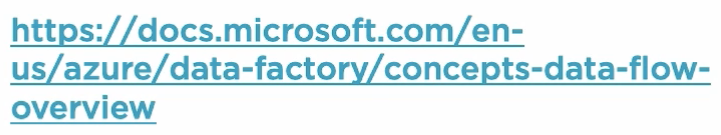 https://docs.microsoft.com/en-
us/azure/data-factory/concepts-data-flow-
overview